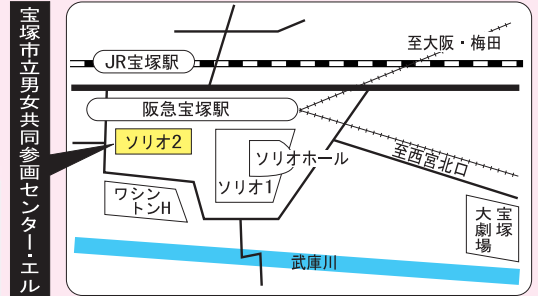 宝塚市立男女共同参画センター・エル
至大阪・梅田
JR宝塚駅
阪急宝塚駅
ソリオ2
ソリオホール
ソリオ1
至西宮北口
ワシン
トンH
宝塚
大劇場
武庫川